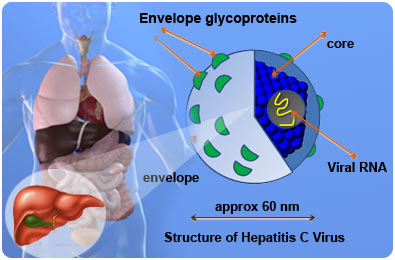 Envelope glycoproteins
core
Viral RNA
envelope
approx 60 nm
Structure of Hepatitis C Virus